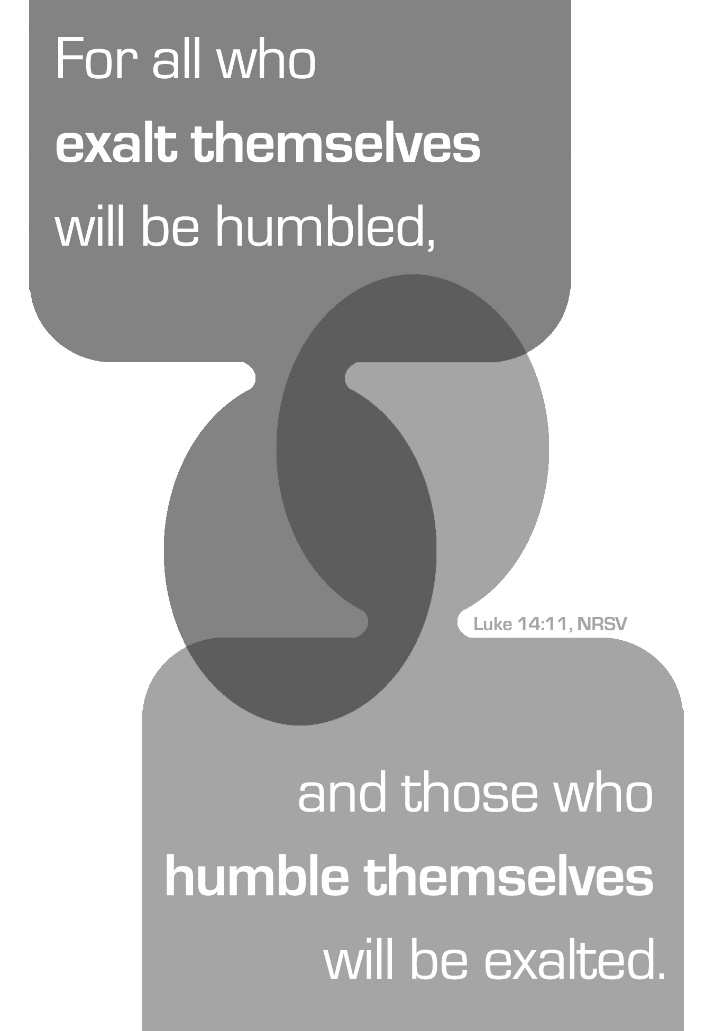 For all who
exalt themselves
will be humbled,
Luke 14:11, NRSV
and those who
humble themselves
will be exalted.